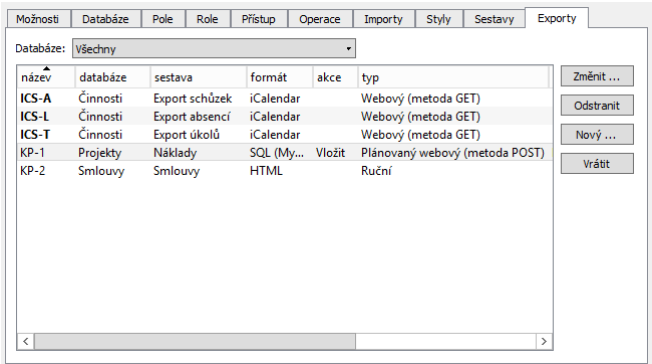 Možnosti Databáze Pole Role Přístup Operace Importy Styly Sestavy Exporty
Databáze: Všechny
název databáze sestava formát akce typ Změnit ...
ICS-A Činnosti Export schůzek iCalendar Webový (metoda GET)
ICS-L Činnosti Export absencí iCalendar Webový (metoda GET) Odstranit
ICS-T Činnosti Export úkolů iCalendar Webový (metoda GET)
KP-1 Projekty Náklady SQL (My... Vložit Plánovaný webový (metoda POST) Nový ...
KP-2 Smlouvy Smlouvy HTML Ruční Vrátit